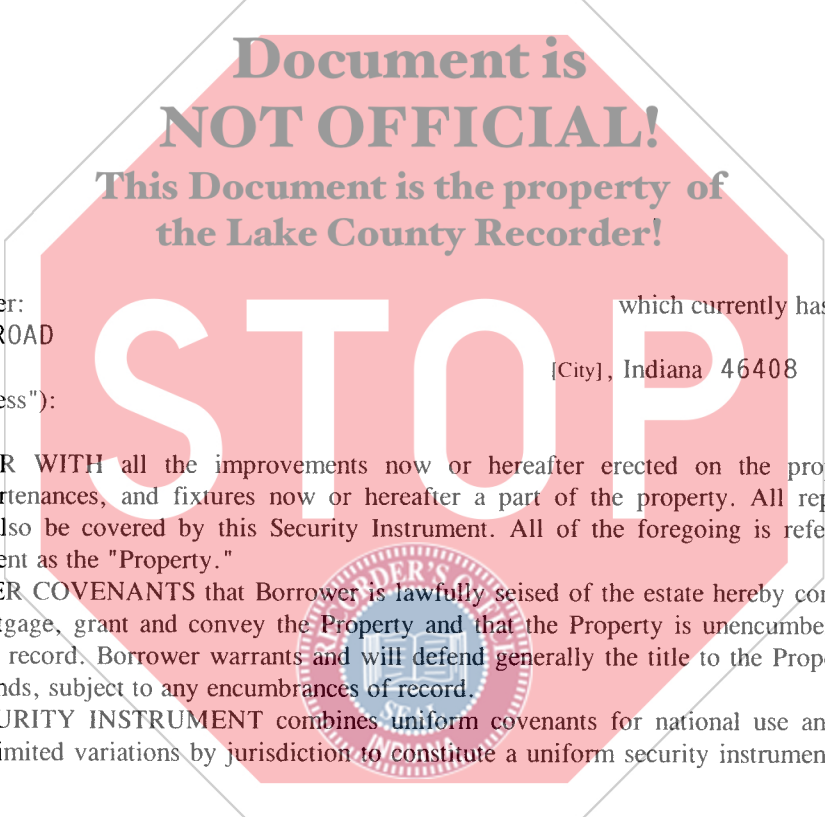 Document is
NOT OFFICIAL!
This Document is the property of
the Lake County Recorder!
er: which currently has
ROAD
[City], Indiana 46408
ess"):
STOP
R WITH all the improvements now or hereafter erected on the prop
rtenances, and fixtures now or hereafter a part of the property. All rep
lso be covered by this Security Instrument. All of the foregoing is refe
ent as the "Property."
ER COVENANTS that Borrower is lawfully seised of the estate hereby con
tgage, grant and convey the Property and that the Property is unencumbe
record. Borrower warrants and will defend generally the title to the Prope
nds, subject to any encumbrances of record.
URITY INSTRUMENT combines uniform covenants for national use an
imited variations by jurisdiction to constitute a uniform security instrumen
RECORDER'S OFFICE
SEAL
INDIANA